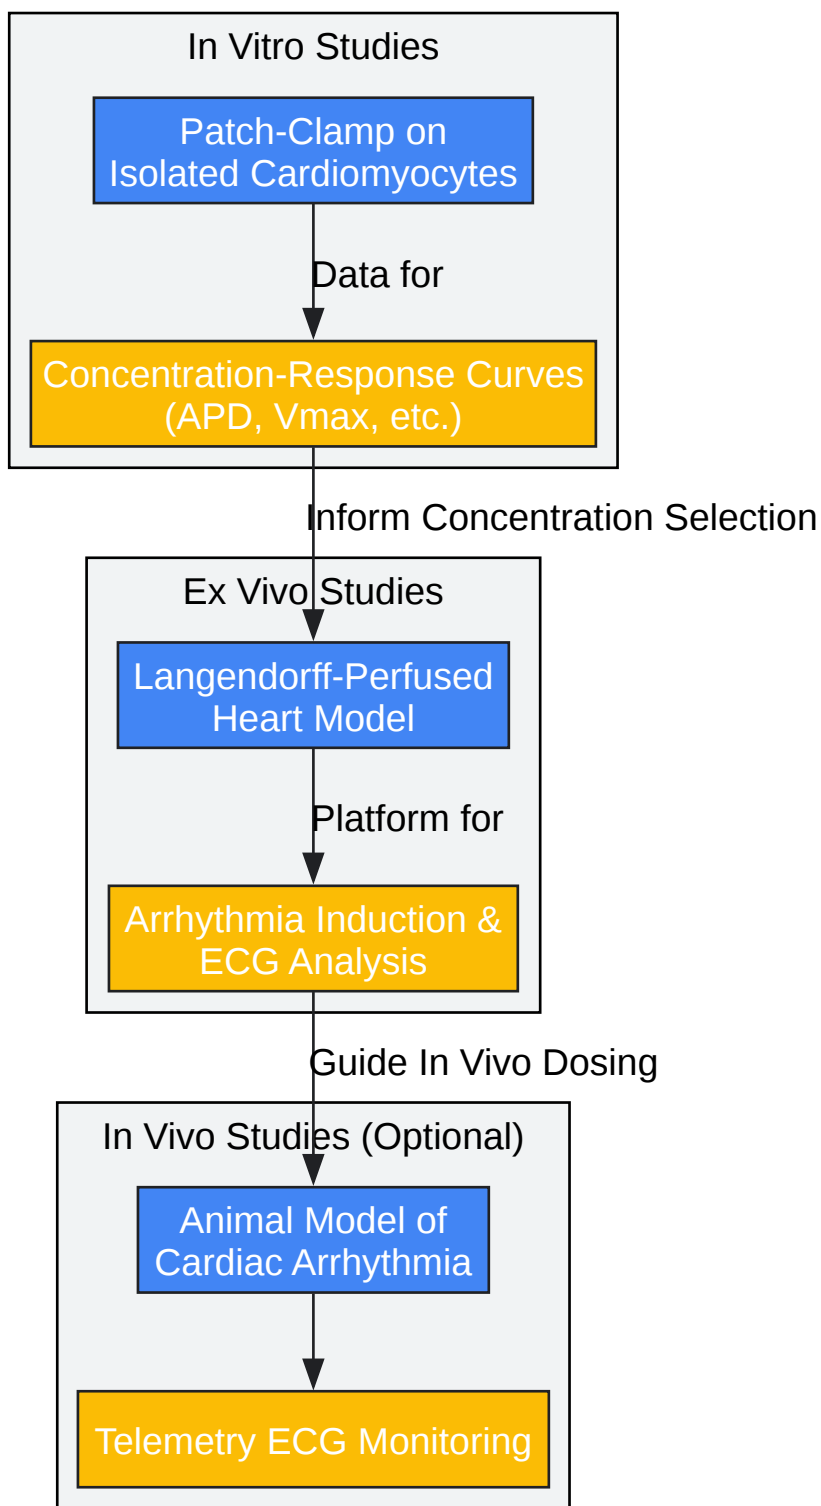 In Vitro Studies
Patch-Clamp on
Isolated Cardiomyocytes
Data for
Concentration-Response Curves
(APD, Vmax, etc.)
Inform Concentration Selection
Ex Vivo Studies
Langendorff-Perfused
Heart Model
Platform for
Arrhythmia Induction &
ECG Analysis
Guide In Vivo Dosing
In Vivo Studies (Optional)
Animal Model of
Cardiac Arrhythmia
Telemetry ECG Monitoring